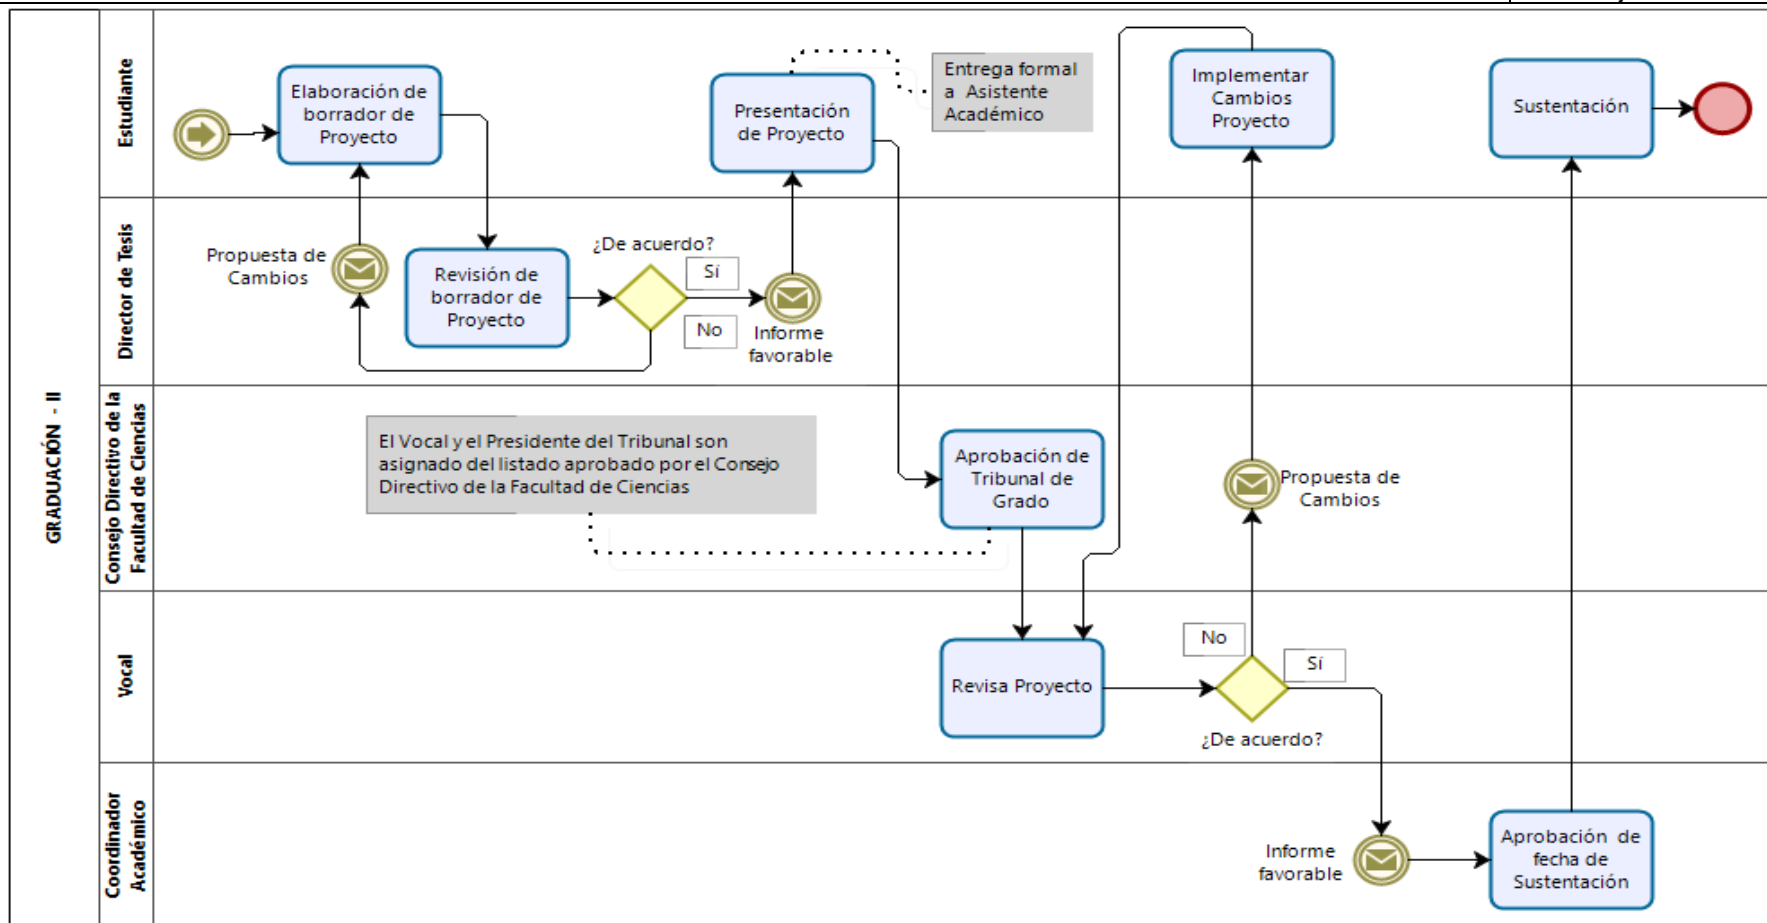 GRADUACIÓN - II
Estudiante
Elaboración de
borrador de
Proyecto
Presentación
de Proyecto
Entrega formal
a Asistente
Académico
Implementar
Cambios
Proyecto
Sustentación
Director de Tesis
Propuesta de
Cambios
Revisión de
borrador de
Proyecto
¿De acuerdo?
Sí
No
Informe
favorable
Consejo Directivo de la
Facultad de Ciencias
El Vocal y el Presidente del Tribunal son
asignado del listado aprobado por el Consejo
Directivo de la Facultad de Ciencias
Aprobación de
Tribunal de
Grado
Propuesta de
Cambios
Vocal
Revisa Proyecto
No
Sí
¿De acuerdo?
Coordinador
Académico
Informe
favorable
Aprobación de
fecha de
Sustentación